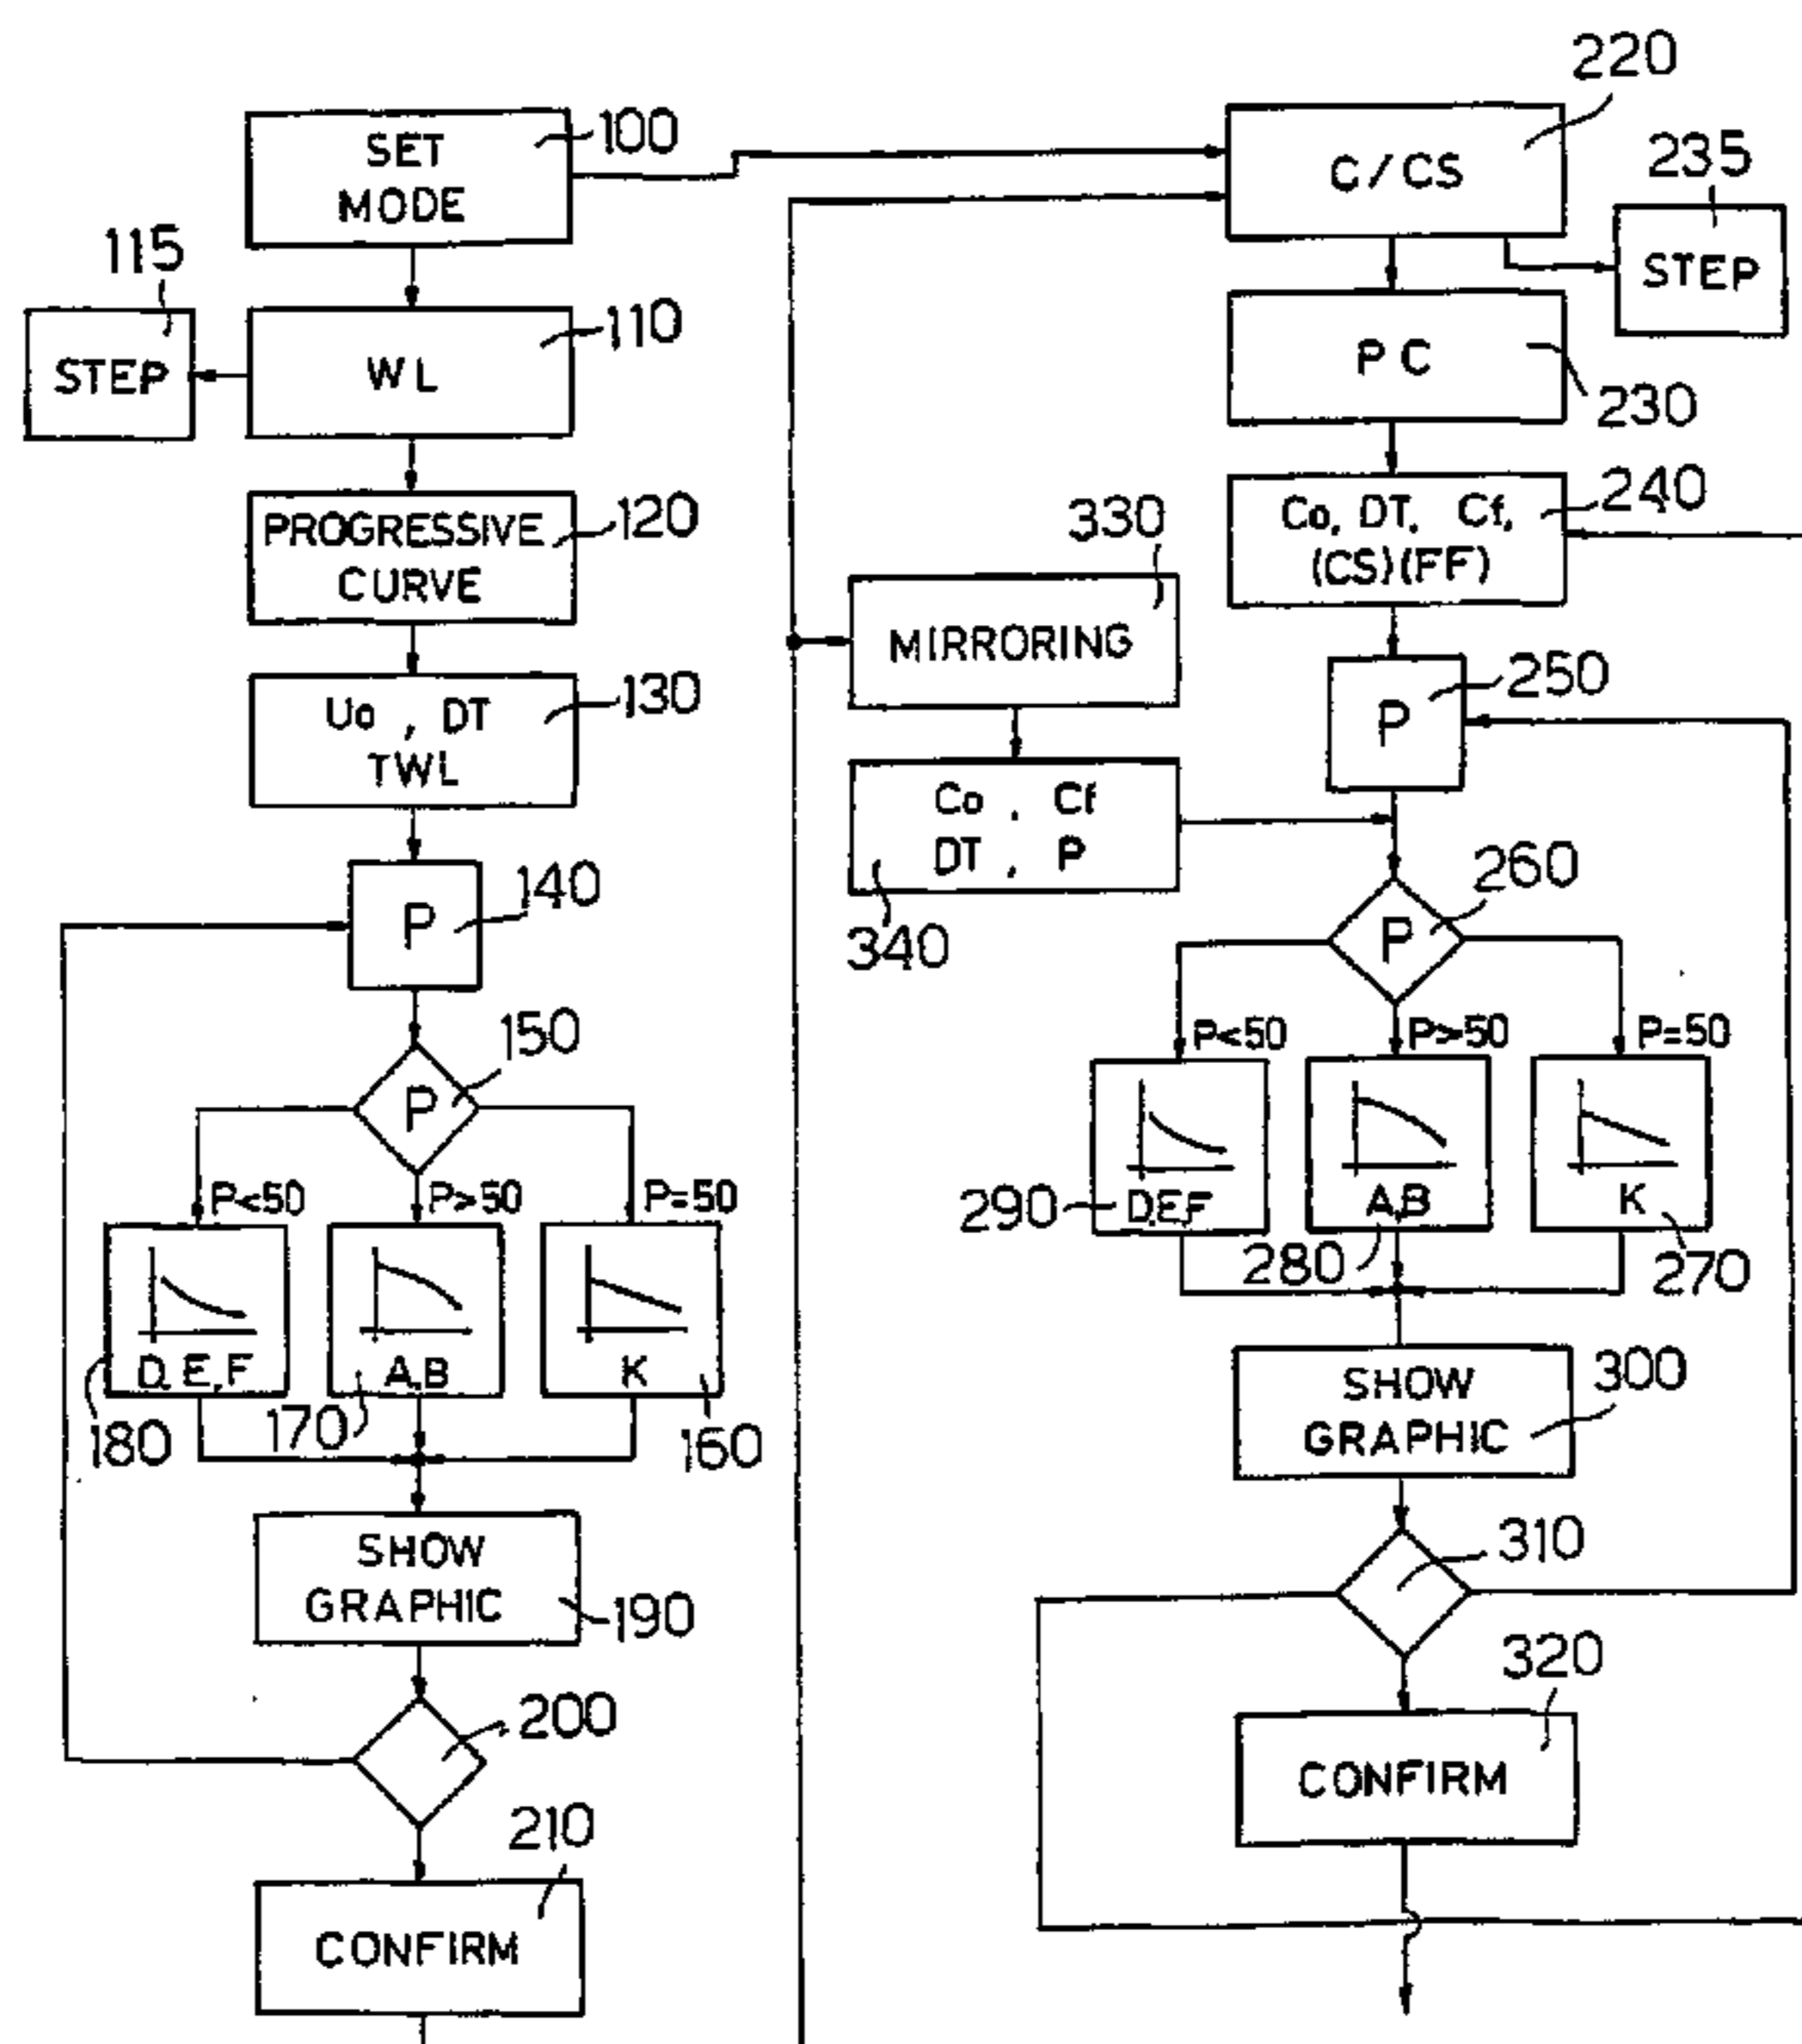 100
SET
MODE
115
STEP
110
WL
120
PROGRESSIVE
CURVE
130
Uo , DT
TWL
140
P
150
P
P<50
P>50
P=50
D, E, F
A,B
K
180
170
160
SHOW
GRAPHIC
190
200
210
CONFIRM
220
G/CS
235
STEP
PC
230
240
Co, DT, Cf,
(CS)(FF)
330
MIRRORING
250
P
Co , Cf
DT , P
340
260
P
P<50
P>50
P=50
290
D,E,F
A,B
K
280
270
SHOW
GRAPHIC
300
310
320
CONFIRM